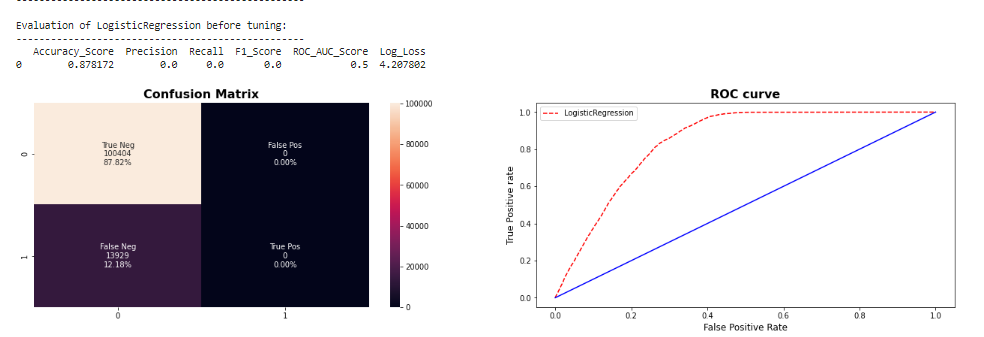 --------------------------------------------------
Evaluation of LogisticRegression before tuning:
--------------------------------------------------
Accuracy_Score Precision Recall F1_Score ROC_AUC_Score Log_Loss
0 0.878172 0.0 0.0 0.0 0.5 4.207802
Confusion Matrix
True Neg
100404
87.82%
False Pos
0
0.00%
False Neg
13929
12.18%
True Pos
0
0.00%
0
1
0
1
100000
80000
60000
40000
20000
0
ROC curve
LogisticRegression
True Positive rate
1.0
0.8
0.6
0.4
0.2
0.0
0.0 0.2 0.4 0.6 0.8 1.0
False Positive Rate